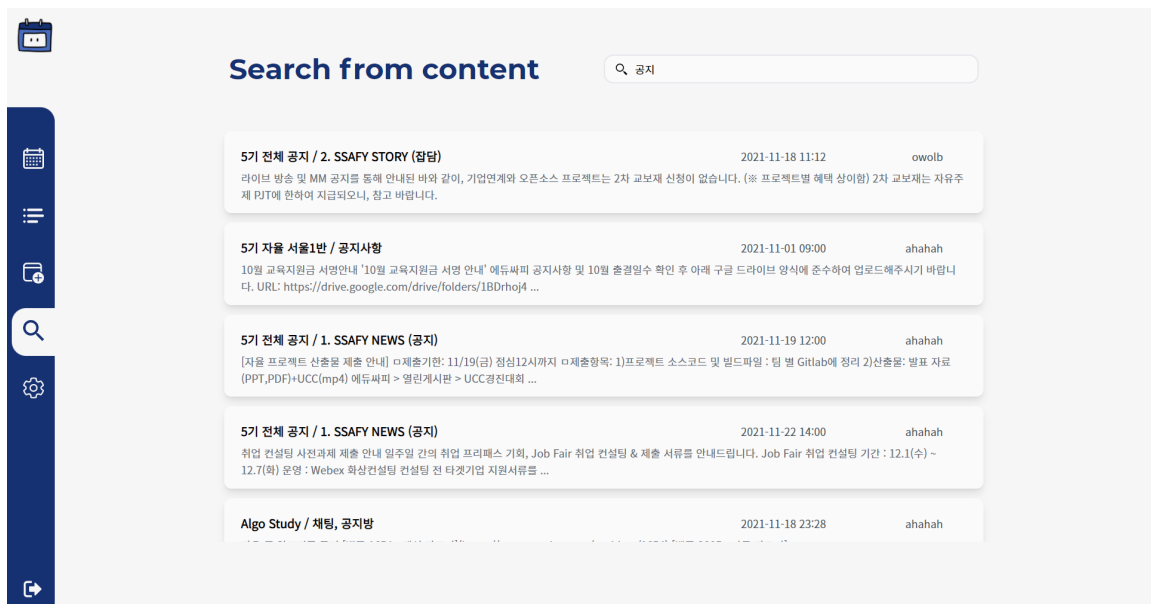 Search from content
공지
5기 전체 공지 / 2. SSAFY STORY (잡담) 2021-11-18 11:12 owolb
라이브 방송 및 MM 공지를 통해 안내된 바와 같이, 기업연계와 오픈소스 프로젝트는 2차 교보재 신청이 없습니다. (※ 프로젝트별 혜택 상이함) 2차 교보재는 자유주
제 PJT에 한하여 지급되오니, 참고 바랍니다.
5기 자율 서울1반 / 공지사항 2021-11-01 09:00 ahahah
10월 교육지원금 서명안내 '10월 교육지원금 서명 안내' 에듀싸피 공지사항 및 10월 출결일수 확인 후 아래 구글 드라이브 양식에 준수하여 업로드해주시기 바랍니
다. URL: https://drive.google.com/drive/folders/1BDrhoj4 ...
5기 전체 공지 / 1. SSAFY NEWS (공지) 2021-11-19 12:00 ahahah
[자율 프로젝트 산출물 제출 안내] ㅁ제출기한: 11/19(금) 점심12시까지 ㅁ제출항목: 1)프로젝트 소스코드 및 빌드파일 : 팀 별 Gitlab에 정리 2)산출물: 발표 자료
(PPT,PDF)+UCC(mp4) 에듀싸피 > 열린게시판 > UCC경진대회 ...
5기 전체 공지 / 1. SSAFY NEWS (공지) 2021-11-22 14:00 ahahah
취업 컨설팅 사전과제 제출 안내 일주일 간의 취업 프리패스 기회, Job Fair 취업 컨설팅 & 제출 서류를 안내드립니다. Job Fair 취업 컨설팅 기간 : 12.1(수) ~
12.7(화) 운영 : Webex 화상컨설팅 컨설팅 전 타겟기업 지원서류를 ...
Algo Study / 채팅, 공지방 2021-11-18 23:28 ahahah